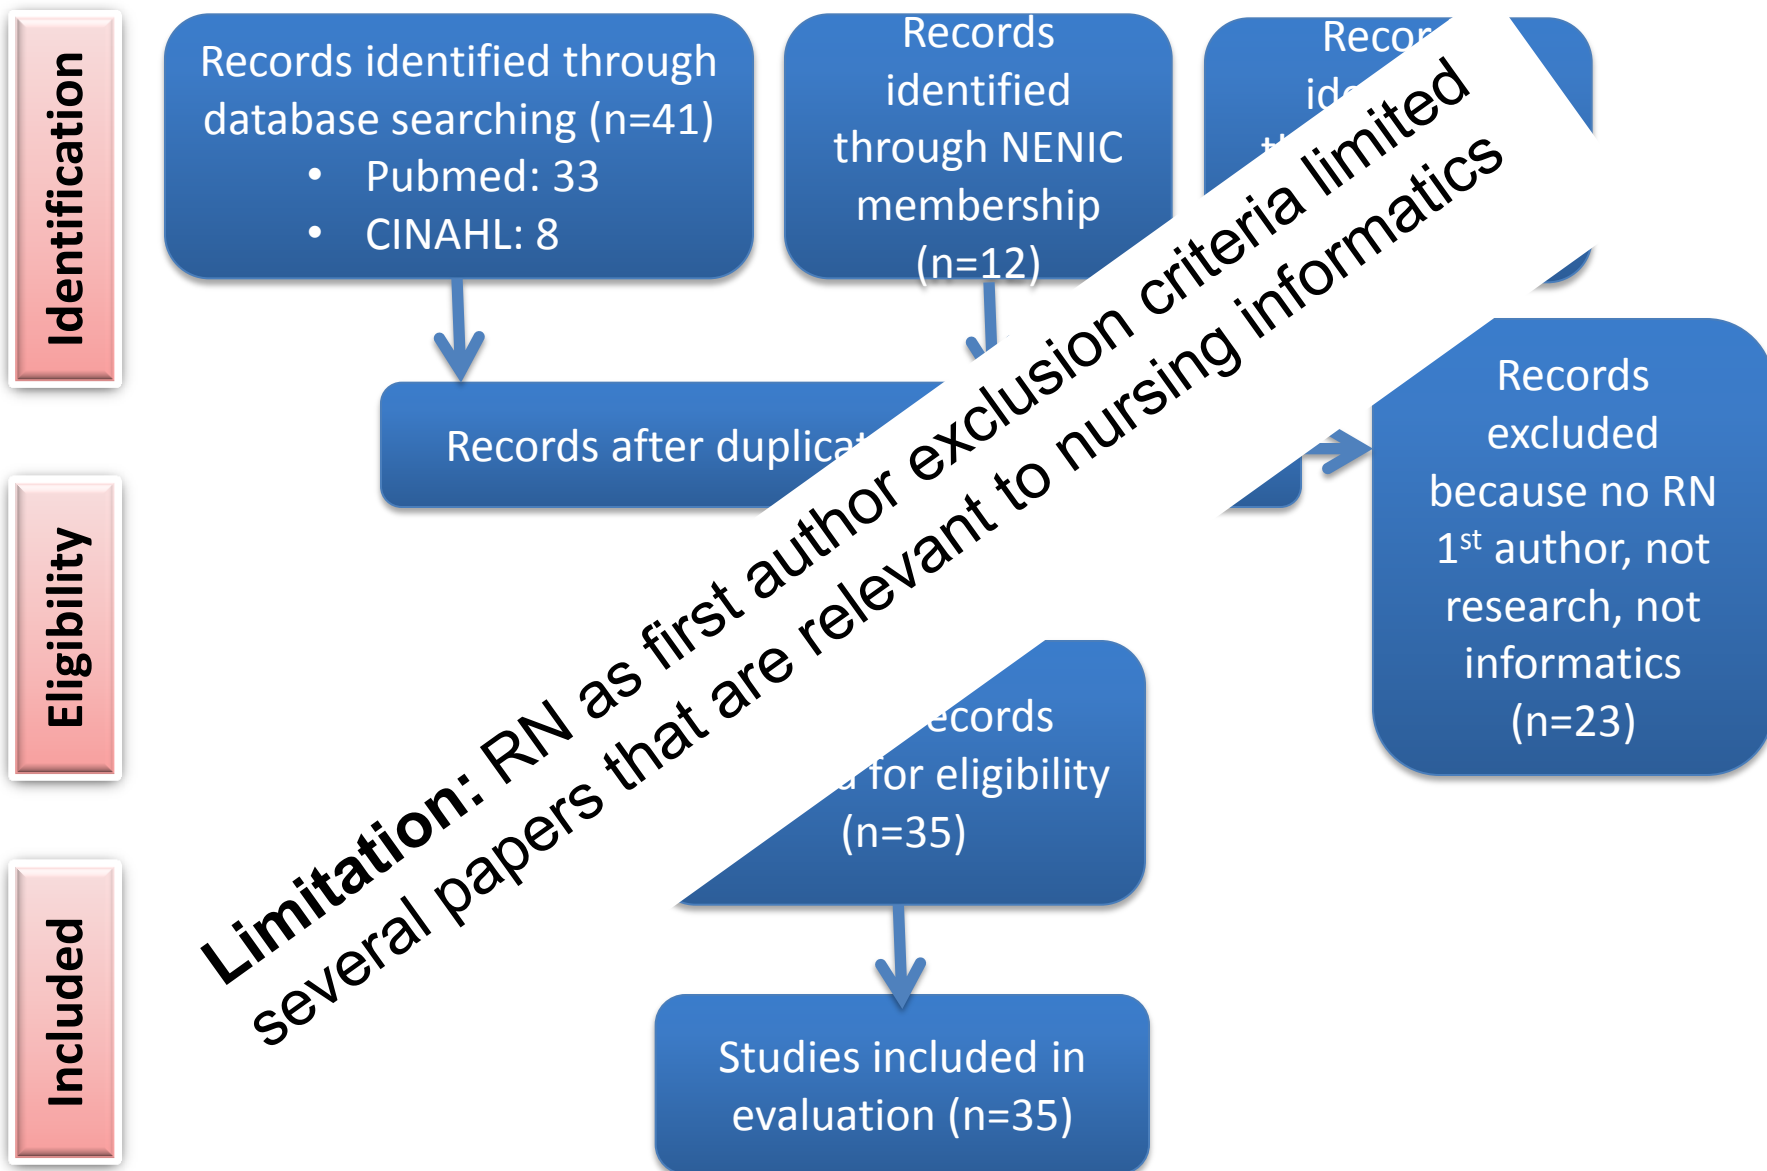 Identification
Records identified through
database searching (n=41)
• Pubmed: 33
• CINAHL: 8
Records
identified
through NENIC
membership
(n=12)
Records after
Limitation: RN as first author exclusion criteria limited
several papers that are relevant to nursing informatics
Records
excluded
because no RN
1st author, not
research, not
informatics
(n=23)
Eligibility
for eligibility
(n=35)
Included
Studies included in
evaluation (n=35)